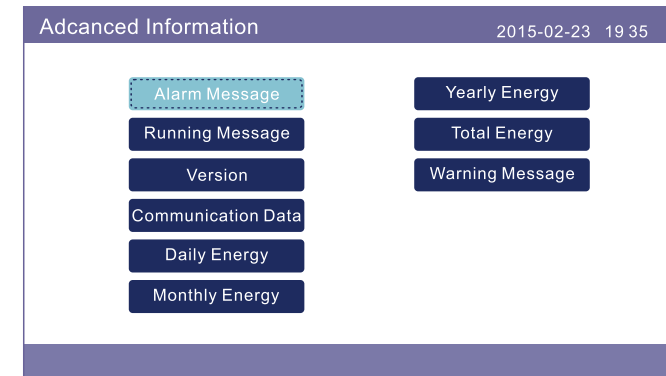 Adcanced Information
2015-02-23 19 35
Alarm Message
Running Message
Version
Communication Data
Daily Energy
Monthly Energy
Yearly Energy
Total Energy
Warning Message